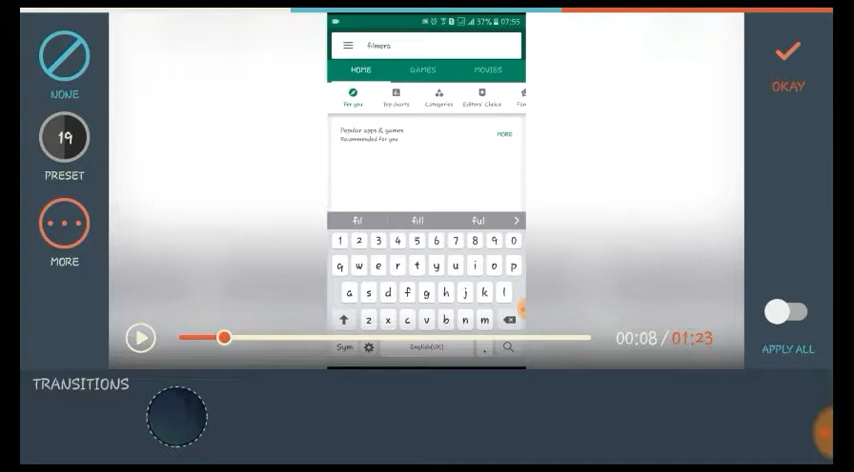 37% 07:55
filmora
HOME GAMES MOVIES
For you Top charts Categories Editors' Choice
Popular apps & games
Recommended for you
MORE
fil fill ful
1 2 3 4 5 6 7 8 9 0
q w e r t y u i o p
a s d f g h j k l
z x c v b n m
Sym English(UK) .
NONE
19
PRESET
MORE
OKAY
00:08 / 01:23
APPLY ALL
TRANSITIONS